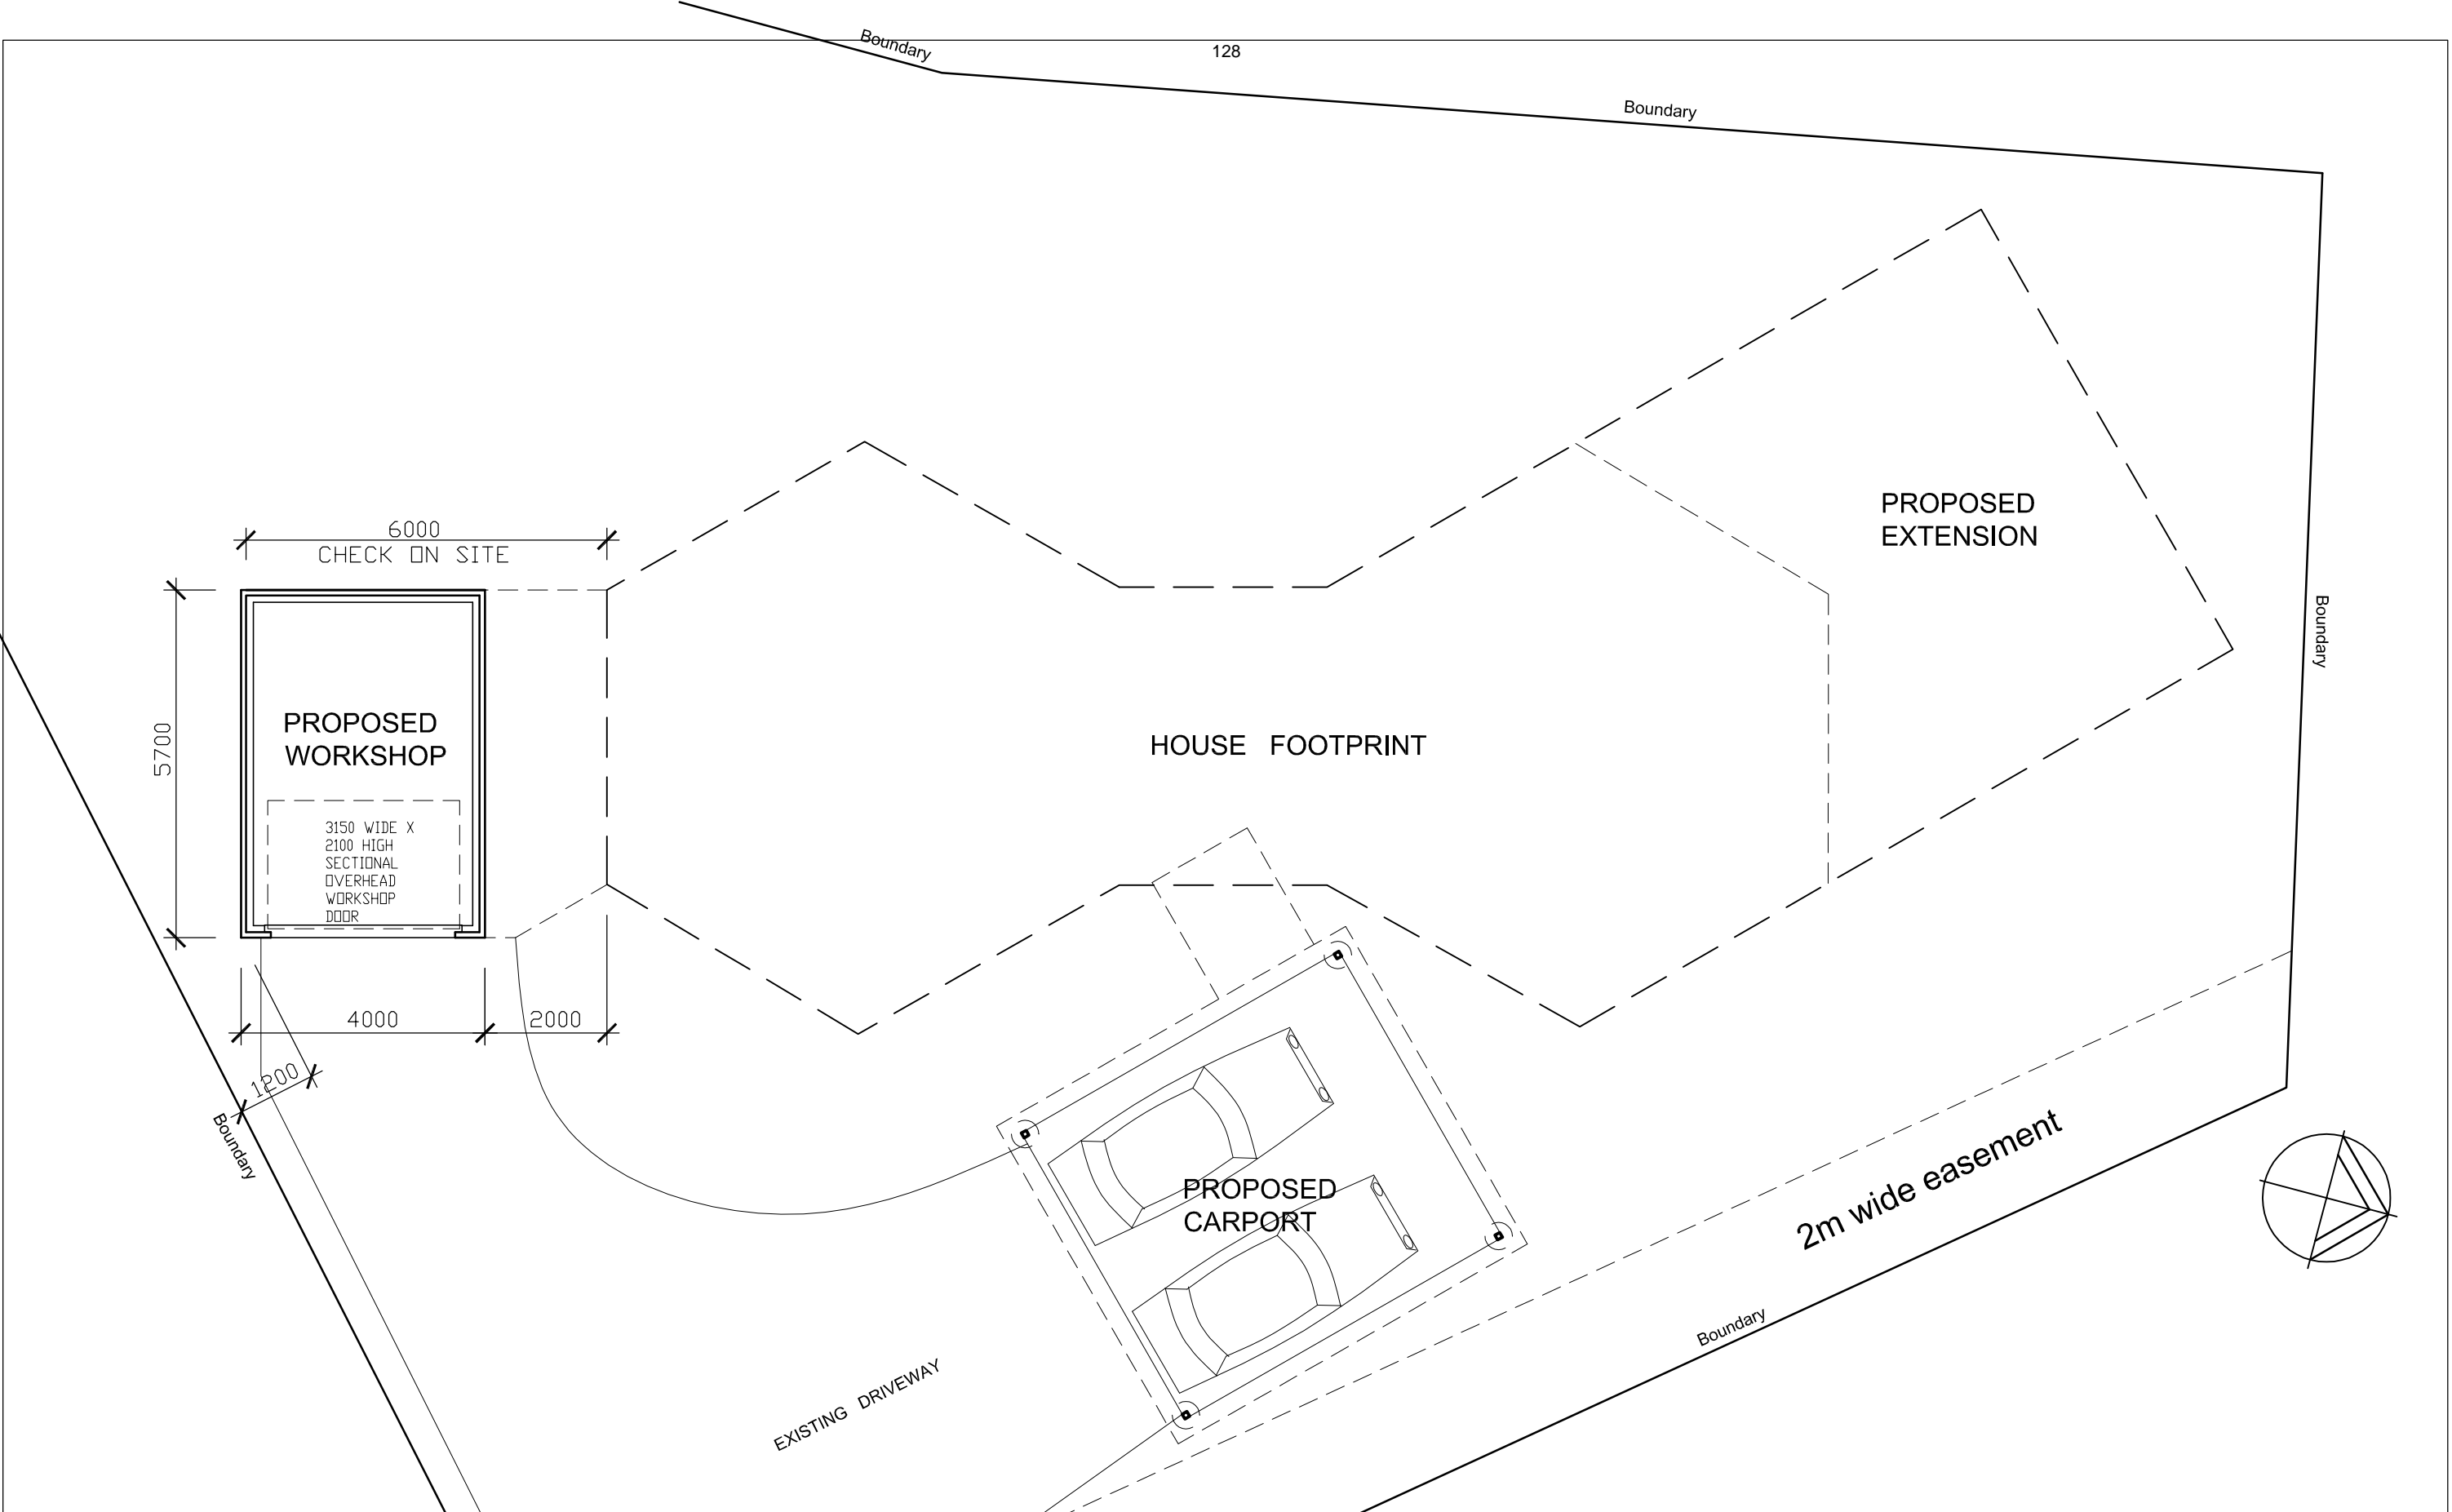 Boundary
128
Boundary
PROPOSED
EXTENSION
6000
CHECK ON SITE
Boundary
5700
PROPOSED
WORKSHOP
HOUSE FOOTPRINT
3150 WIDE X
2100 HIGH
SECTIONAL
OVERHEAD
WORKSHOP
DOOR
4000
2000
1200
Boundary
PROPOSED
CARPORT
2m wide easement
Boundary
EXISTING DRIVEWAY